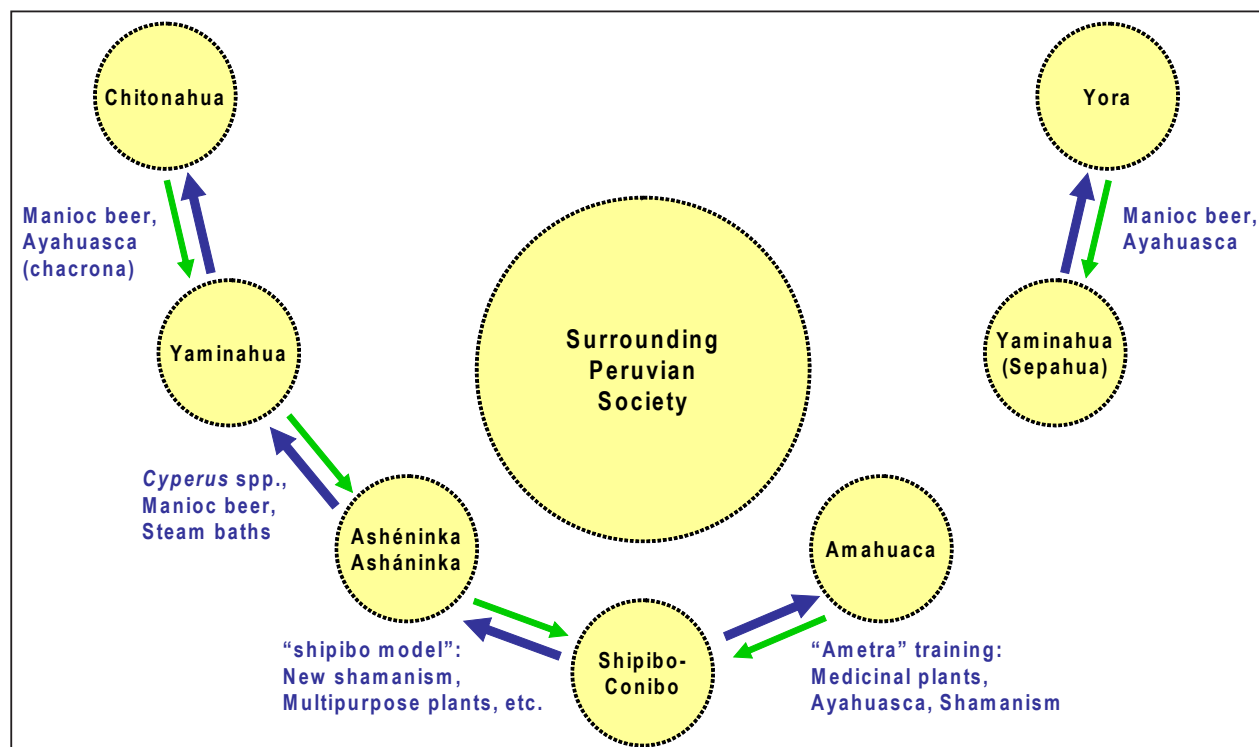 Chitonahua
Yora
Manioc beer,
Ayahuasca
(chacrona)
Manioc beer,
Ayahuasca
Yaminahua
Surrounding
Peruvian
Society
Yaminahua
(Sepahua)
Cyperus spp.,
Manioc beer,
Steam baths
Ashéninka
Asháninka
Amahuaca
“shipibo model”:
New shamanism,
Multipurpose plants, etc.
Shipibo-
Conibo
“Ametra” training:
Medicinal plants,
Ayahuasca, Shamanism